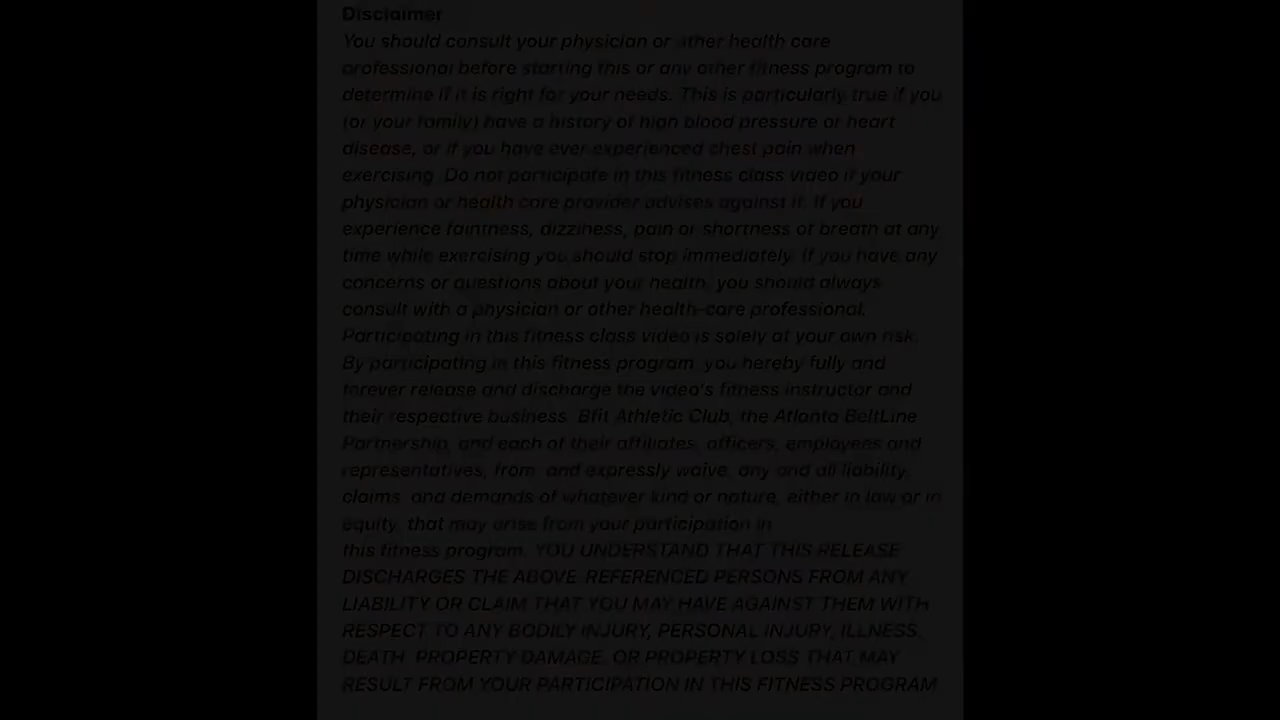 Disclaimer
You should consult your physician or other health care
professional before starting this or any other fitness program to
determine if it is right for your needs. This is particularly true if you
(or your family) have a history of high blood pressure or heart
disease, or if you have ever experienced chest pain when
exercising. Do not participate in this fitness class video if your
physician or health care provider advises against it. If you
experience faintness, dizziness, pain or shortness of breath at any
time while exercising you should stop immediately. If you have any
concerns or questions about your health, you should always
consult with a physician or other health-care professional.
Participating in this fitness class video is solely at your own risk.
By participating in this fitness program, you hereby fully and
forever release and discharge the video's fitness instructor and
their respective business, Bfit Athletic Club, the Atlanta BeltLine
Partnership, and each of their affiliates, officers, employees and
representatives, from, and expressly waive, any and all liability,
claims, and demands of whatever kind or nature, either in law or in
equity, that may arise from your participation in
this fitness program. YOU UNDERSTAND THAT THIS RELEASE
DISCHARGES THE ABOVE-REFERENCED PERSONS FROM ANY
LIABILITY OR CLAIM THAT YOU MAY HAVE AGAINST THEM WITH
RESPECT TO ANY BODILY INJURY, PERSONAL INJURY, ILLNESS,
DEATH, PROPERTY DAMAGE, OR PROPERTY LOSS THAT MAY
RESULT FROM YOUR PARTICIPATION IN THIS FITNESS PROGRAM